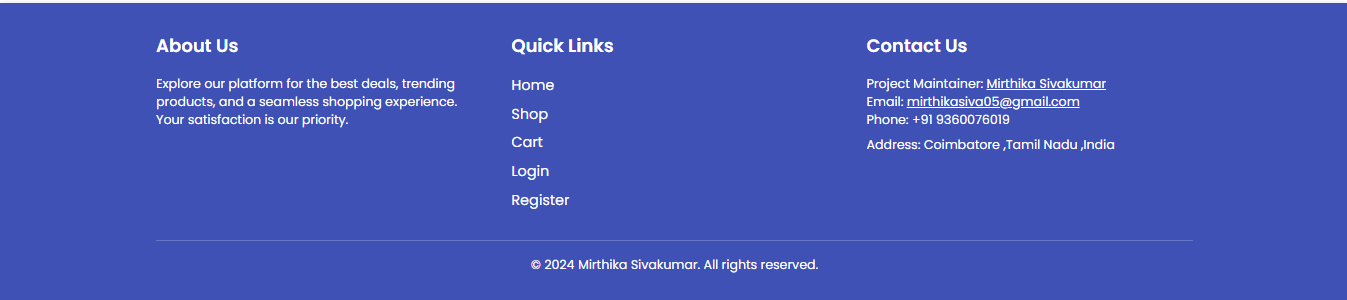 About Us
Explore our platform for the best deals, trending
products, and a seamless shopping experience.
Your satisfaction is our priority.
Quick Links
Home
Shop
Cart
Login
Register
Contact Us
Project Maintainer: Mirthika Sivakumar
Email: mirthikasiva05@gmail.com
Phone: +91 9360076019
Address: Coimbatore ,Tamil Nadu ,India
© 2024 Mirthika Sivakumar. All rights reserved.